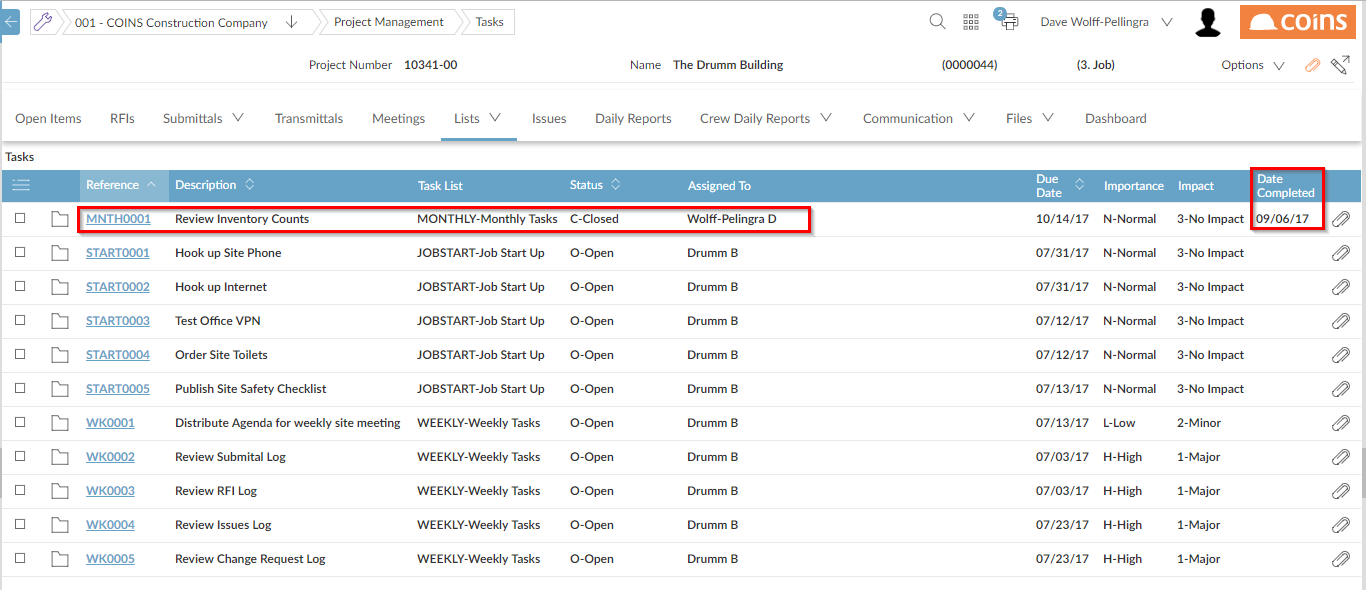 001 - COINS Construction Company Project Management Tasks 2 Dave Wolff-Pellingra coins
Project Number 10341-00 Name The Drumm Building (0000044) (3. Job) Options
Open Items RFIs Submittals Transmittals Meetings Lists Issues Daily Reports Crew Daily Reports Communication Files Dashboard
Tasks
Reference Description Task List Status Assigned To Due Date Importance Impact Date Completed
MNTH0001 Review Inventory Counts MONTHLY-Monthly Tasks C-Closed Wolff-Pelingra D 10/14/17 N-Normal 3-No Impact 09/06/17
START0001 Hook up Site Phone JOBSTART-Job Start Up O-Open Drumm B 07/31/17 N-Normal 3-No Impact
START0002 Hook up Internet JOBSTART-Job Start Up O-Open Drumm B 07/31/17 N-Normal 3-No Impact
START0003 Test Office VPN JOBSTART-Job Start Up O-Open Drumm B 07/12/17 N-Normal 3-No Impact
START0004 Order Site Toilets JOBSTART-Job Start Up O-Open Drumm B 07/12/17 N-Normal 3-No Impact
START0005 Publish Site Safety Checklist JOBSTART-Job Start Up O-Open Drumm B 07/13/17 N-Normal 3-No Impact
WK0001 Distribute Agenda for weekly site meeting WEEKLY-Weekly Tasks O-Open Drumm B 07/13/17 L-Low 2-Minor
WK0002 Review Submital Log WEEKLY-Weekly Tasks O-Open Drumm B 07/03/17 H-High 1-Major
WK0003 Review RFI Log WEEKLY-Weekly Tasks O-Open Drumm B 07/03/17 H-High 1-Major
WK0004 Review Issues Log WEEKLY-Weekly Tasks O-Open Drumm B 07/23/17 H-High 1-Major
WK0005 Review Change Request Log WEEKLY-Weekly Tasks O-Open Drumm B 07/23/17 H-High 1-Major